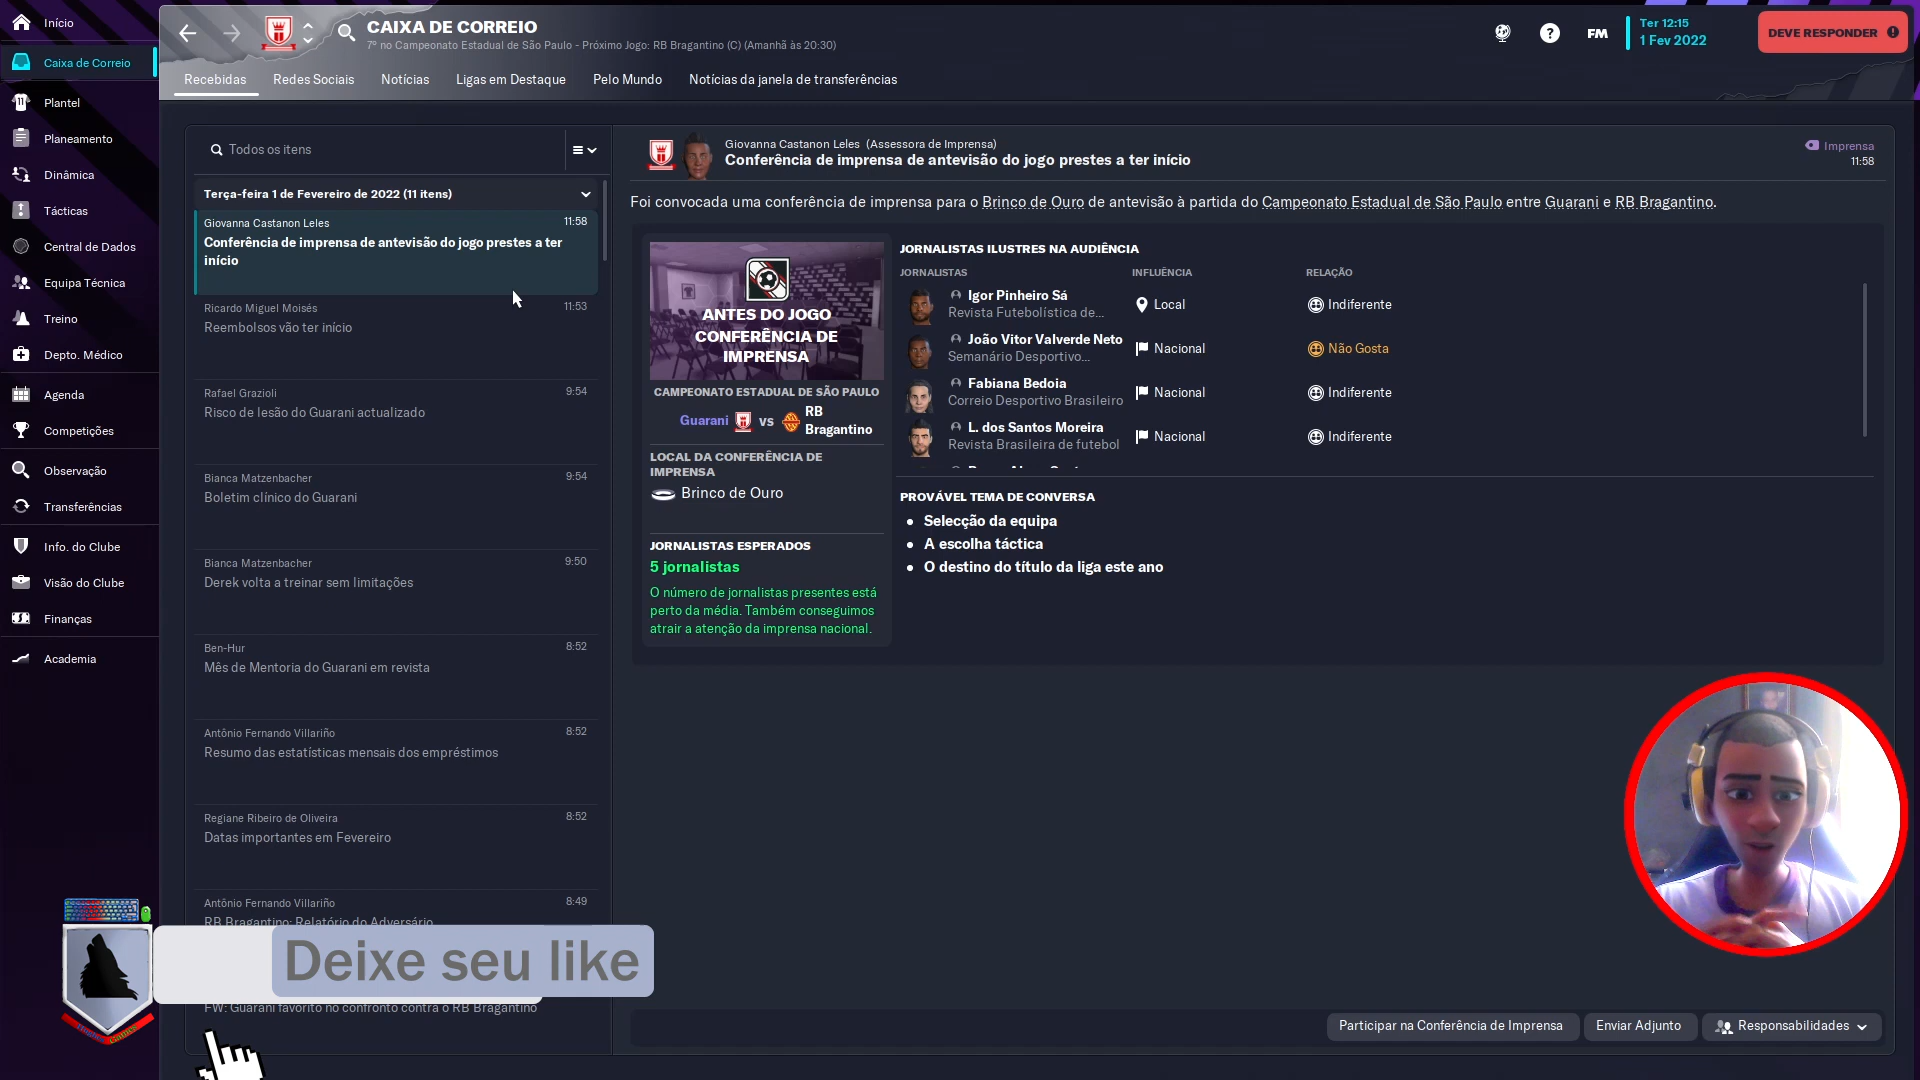 Início
Caixa de Correio
Plantel
Planeamento
Dinâmica
Tácticas
Central de Dados
Equipa Técnica
Treino
Depto. Médico
Agenda
Competições
Observação
Transferências
Info. do Clube
Visão do Clube
Finanças
Academia
CAIXA DE CORREIO
7º no Campeonato Estadual de São Paulo - Próximo Jogo: RB Bragantino (C) (Amanhã às 20:30)
FM
Ter 12:15
1 Fev 2022
DEVE RESPONDER
Recebidas Redes Sociais Notícias Ligas em Destaque Pelo Mundo Notícias da janela de transferências
Todos os itens
Terça-feira 1 de Fevereiro de 2022 (11 itens)
Giovanna Castanon Leles 11:58
Conferência de imprensa de antevisão do jogo prestes a ter
início
Ricardo Miguel Moisés 11:53
Reembolsos vão ter início
Rafael Grazioli 9:54
Risco de lesão do Guarani actualizado
Bianca Matzenbacher 9:54
Boletim clínico do Guarani
Bianca Matzenbacher 9:50
Derek volta a treinar sem limitações
Ben-Hur 8:52
Mês de Mentoria do Guarani em revista
Antônio Fernando Villariño 8:52
Resumo das estatísticas mensais dos empréstimos
Regiane Ribeiro de Oliveira 8:52
Datas importantes em Fevereiro
Antônio Fernando Villariño 8:49
RB Bragantino: Relatório do Adversário
Deixe seu like
FW: Guarani favorito no confronto contra o RB Bragantino
Giovanna Castanon Leles (Assessora de Imprensa)
Conferência de imprensa de antevisão do jogo prestes a ter início
Imprensa
11:58
Foi convocada uma conferência de imprensa para o Brinco de Ouro de antevisão à partida do Campeonato Estadual de São Paulo entre Guarani e RB Bragantino.
ANTES DO JOGO
CONFERÊNCIA DE
IMPRENSA
CAMPEONATO ESTADUAL DE SÃO PAULO
Guarani vs RB
Bragantino
LOCAL DA CONFERÊNCIA DE
IMPRENSA
Brinco de Ouro
JORNALISTAS ESPERADOS
5 jornalistas
O número de jornalistas presentes está
perto da média. Também conseguimos
atrair a atenção da imprensa nacional.
JORNALISTAS ILUSTRES NA AUDIÊNCIA
JORNALISTAS INFLUÊNCIA RELAÇÃO
Igor Pinheiro Sá
Revista Futebolística de... Local Indiferente
João Vitor Valverde Neto
Semanário Desportivo... Nacional Não Gosta
Fabiana Bedoia
Correio Desportivo Brasileiro Nacional Indiferente
L. dos Santos Moreira
Revista Brasileira de futebol Nacional Indiferente
PROVÁVEL TEMA DE CONVERSA
Selecção da equipa
A escolha táctica
O destino do título da liga este ano
Participar na Conferência de Imprensa Enviar Adjunto Responsabilidades